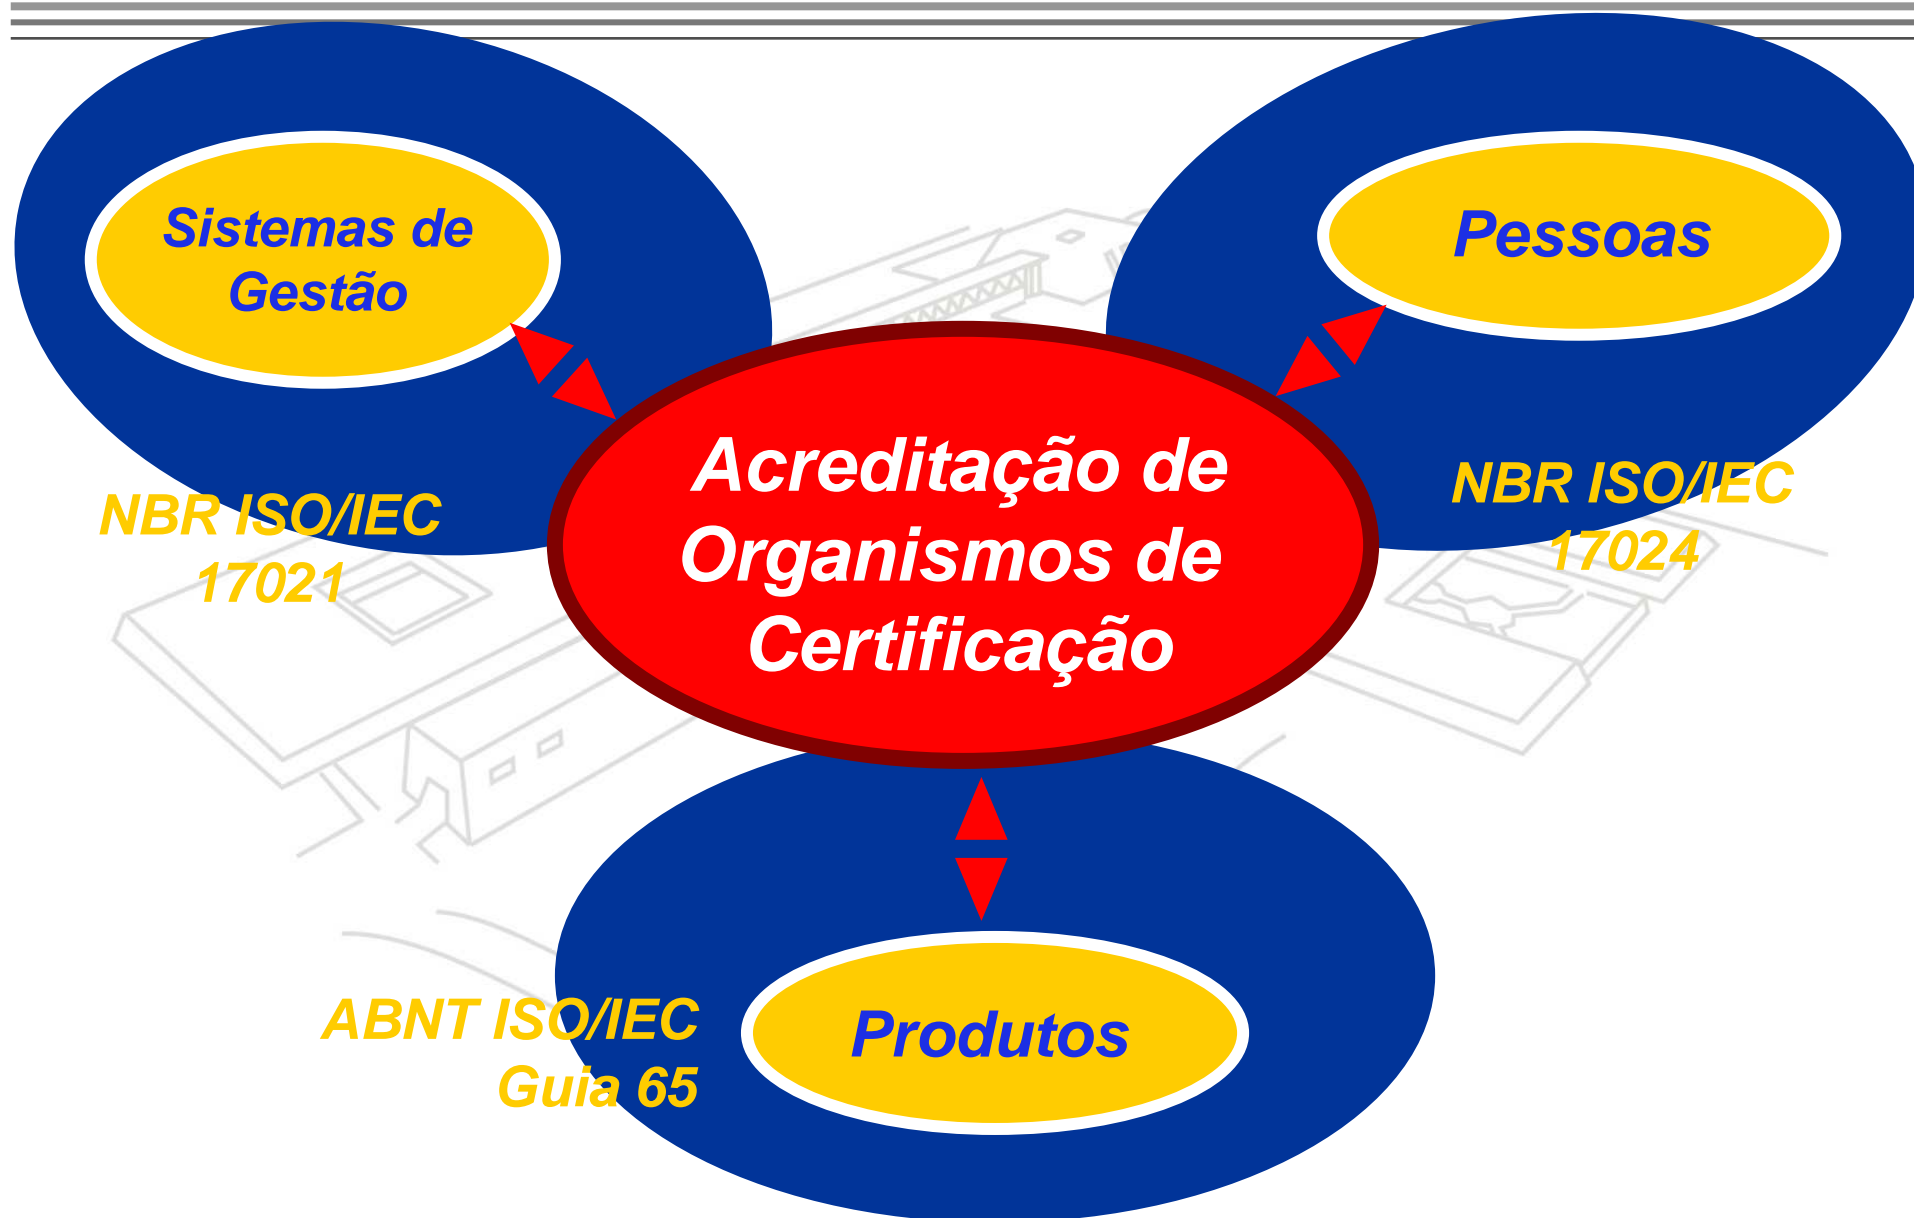 Sistemas de
Gestão
NBR ISO/IEC
17021
Pessoas
NBR ISO/IEC
17024
Acreditação de
Organismos de
Certificação
Produtos
ABNT ISO/IEC
Guia 65